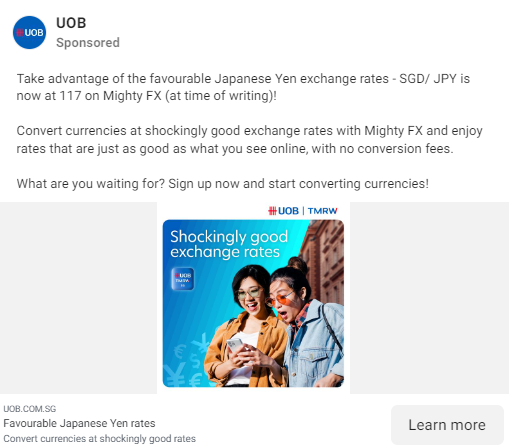 UOB
UOB
Sponsored
Take advantage of the favourable Japanese Yen exchange rates - SGD/ JPY is
now at 117 on Mighty FX (at time of writing)!
Convert currencies at shockingly good exchange rates with Mighty FX and enjoy
rates that are just as good as what you see online, with no conversion fees.
What are you waiting for? Sign up now and start converting currencies!
UOB | TMRW
Shockingly good
exchange rates
UOB
TMRW
UOB.COM.SG
Favourable Japanese Yen rates
Convert currencies at shockingly good rates
Learn more